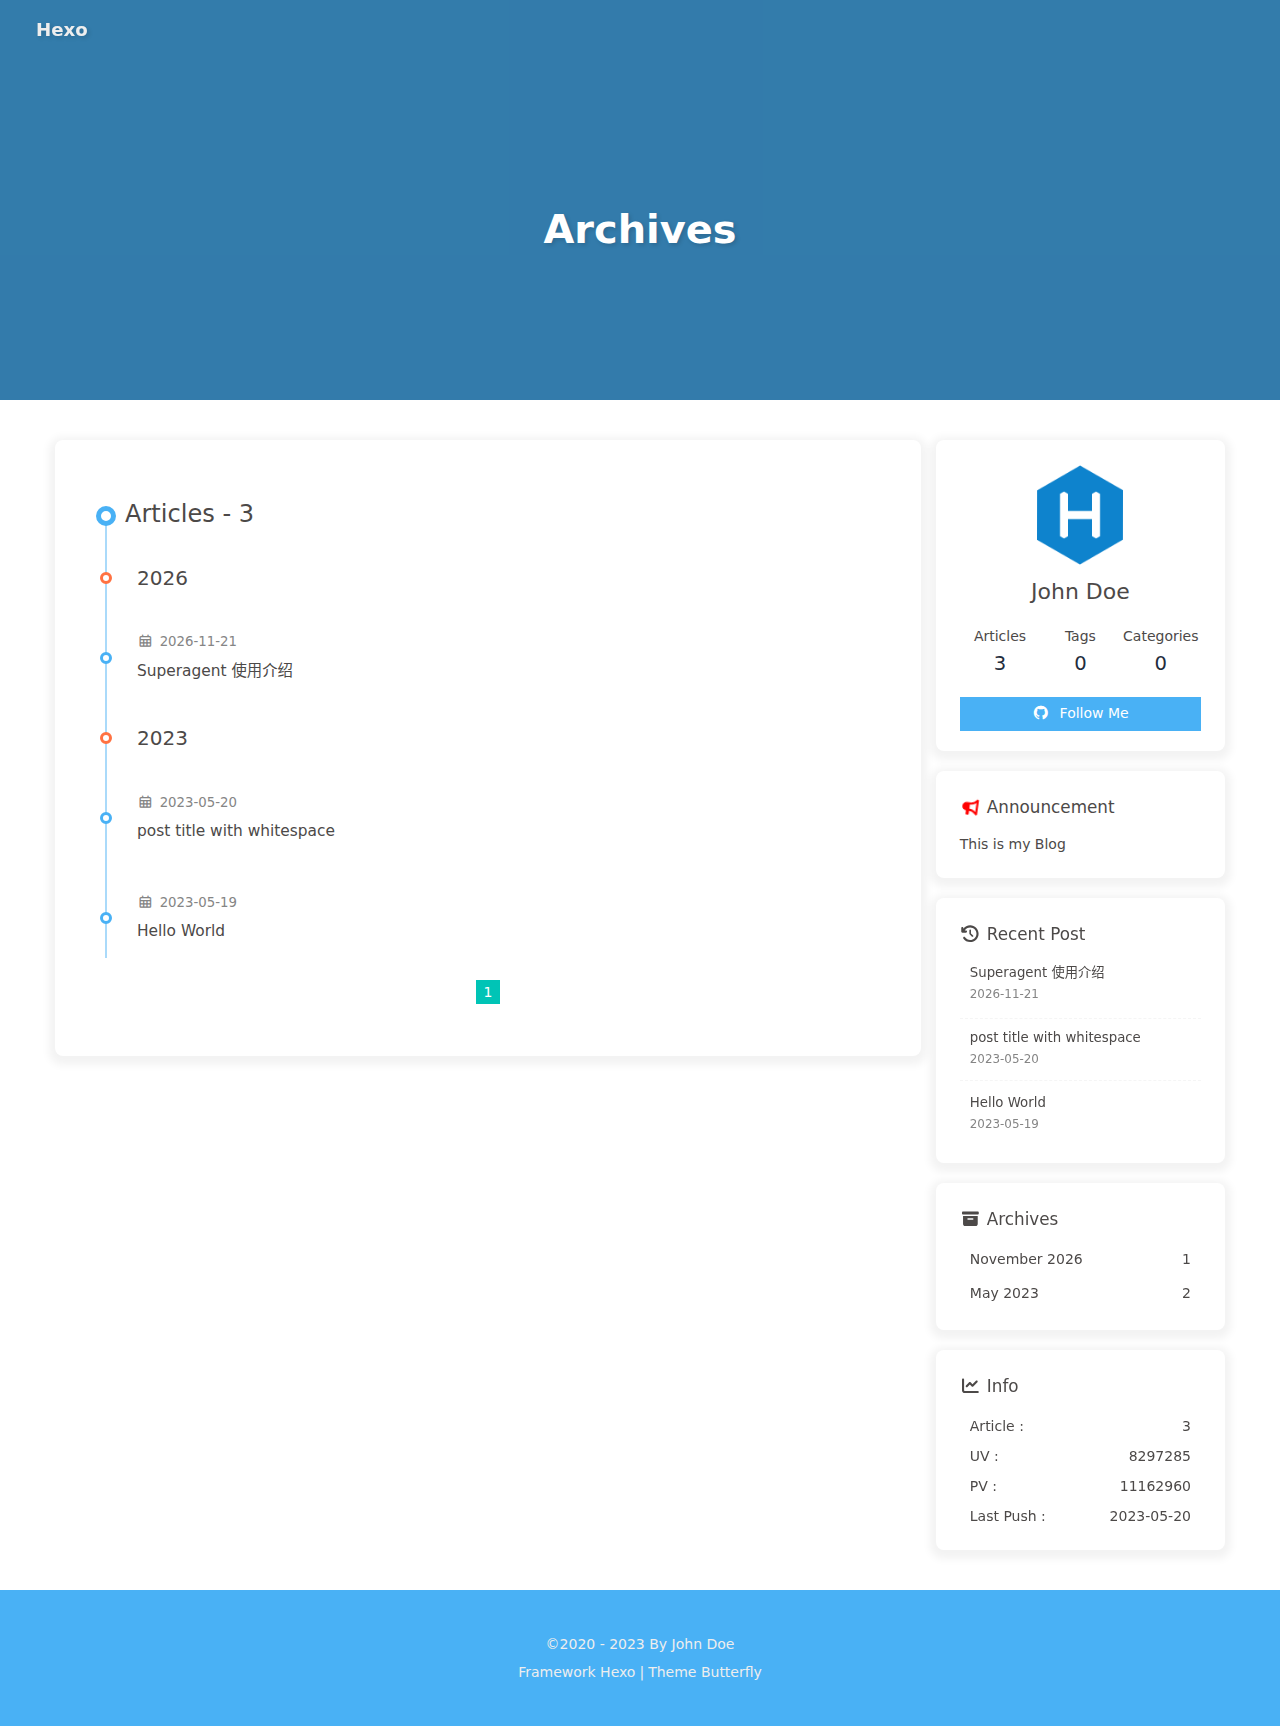 Hexo
Archives
Articles - 3
2026
2026-11-21
Superagent 使用介绍
2023
2023-05-20
post title with whitespace
2023-05-19
Hello World
1
John Doe
Articles Tags Categories
3 0 0
Follow Me
Announcement
This is my Blog
Recent Post
Superagent 使用介绍
2026-11-21
post title with whitespace
2023-05-20
Hello World
2023-05-19
Archives
November 2026 1
May 2023 2
Info
Article : 3
UV : 8297285
PV : 11162960
Last Push : 2023-05-20
©2020 - 2023 By John Doe
Framework Hexo | Theme Butterfly